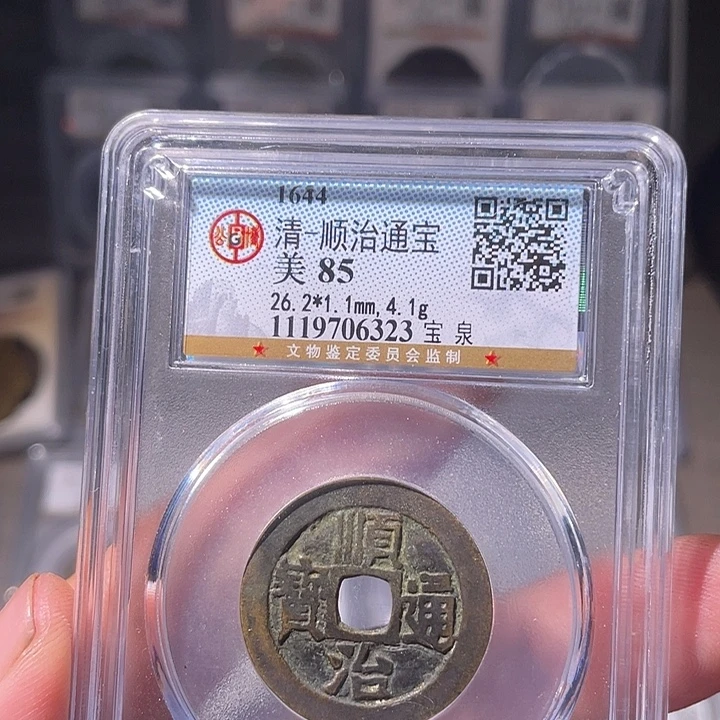 1644
清-顺治通宝
美 85
26.2*1.1mm,4.1g
1119706323 宝 泉
★ 文物鉴定委员会监制 ★
順
寶 通
治